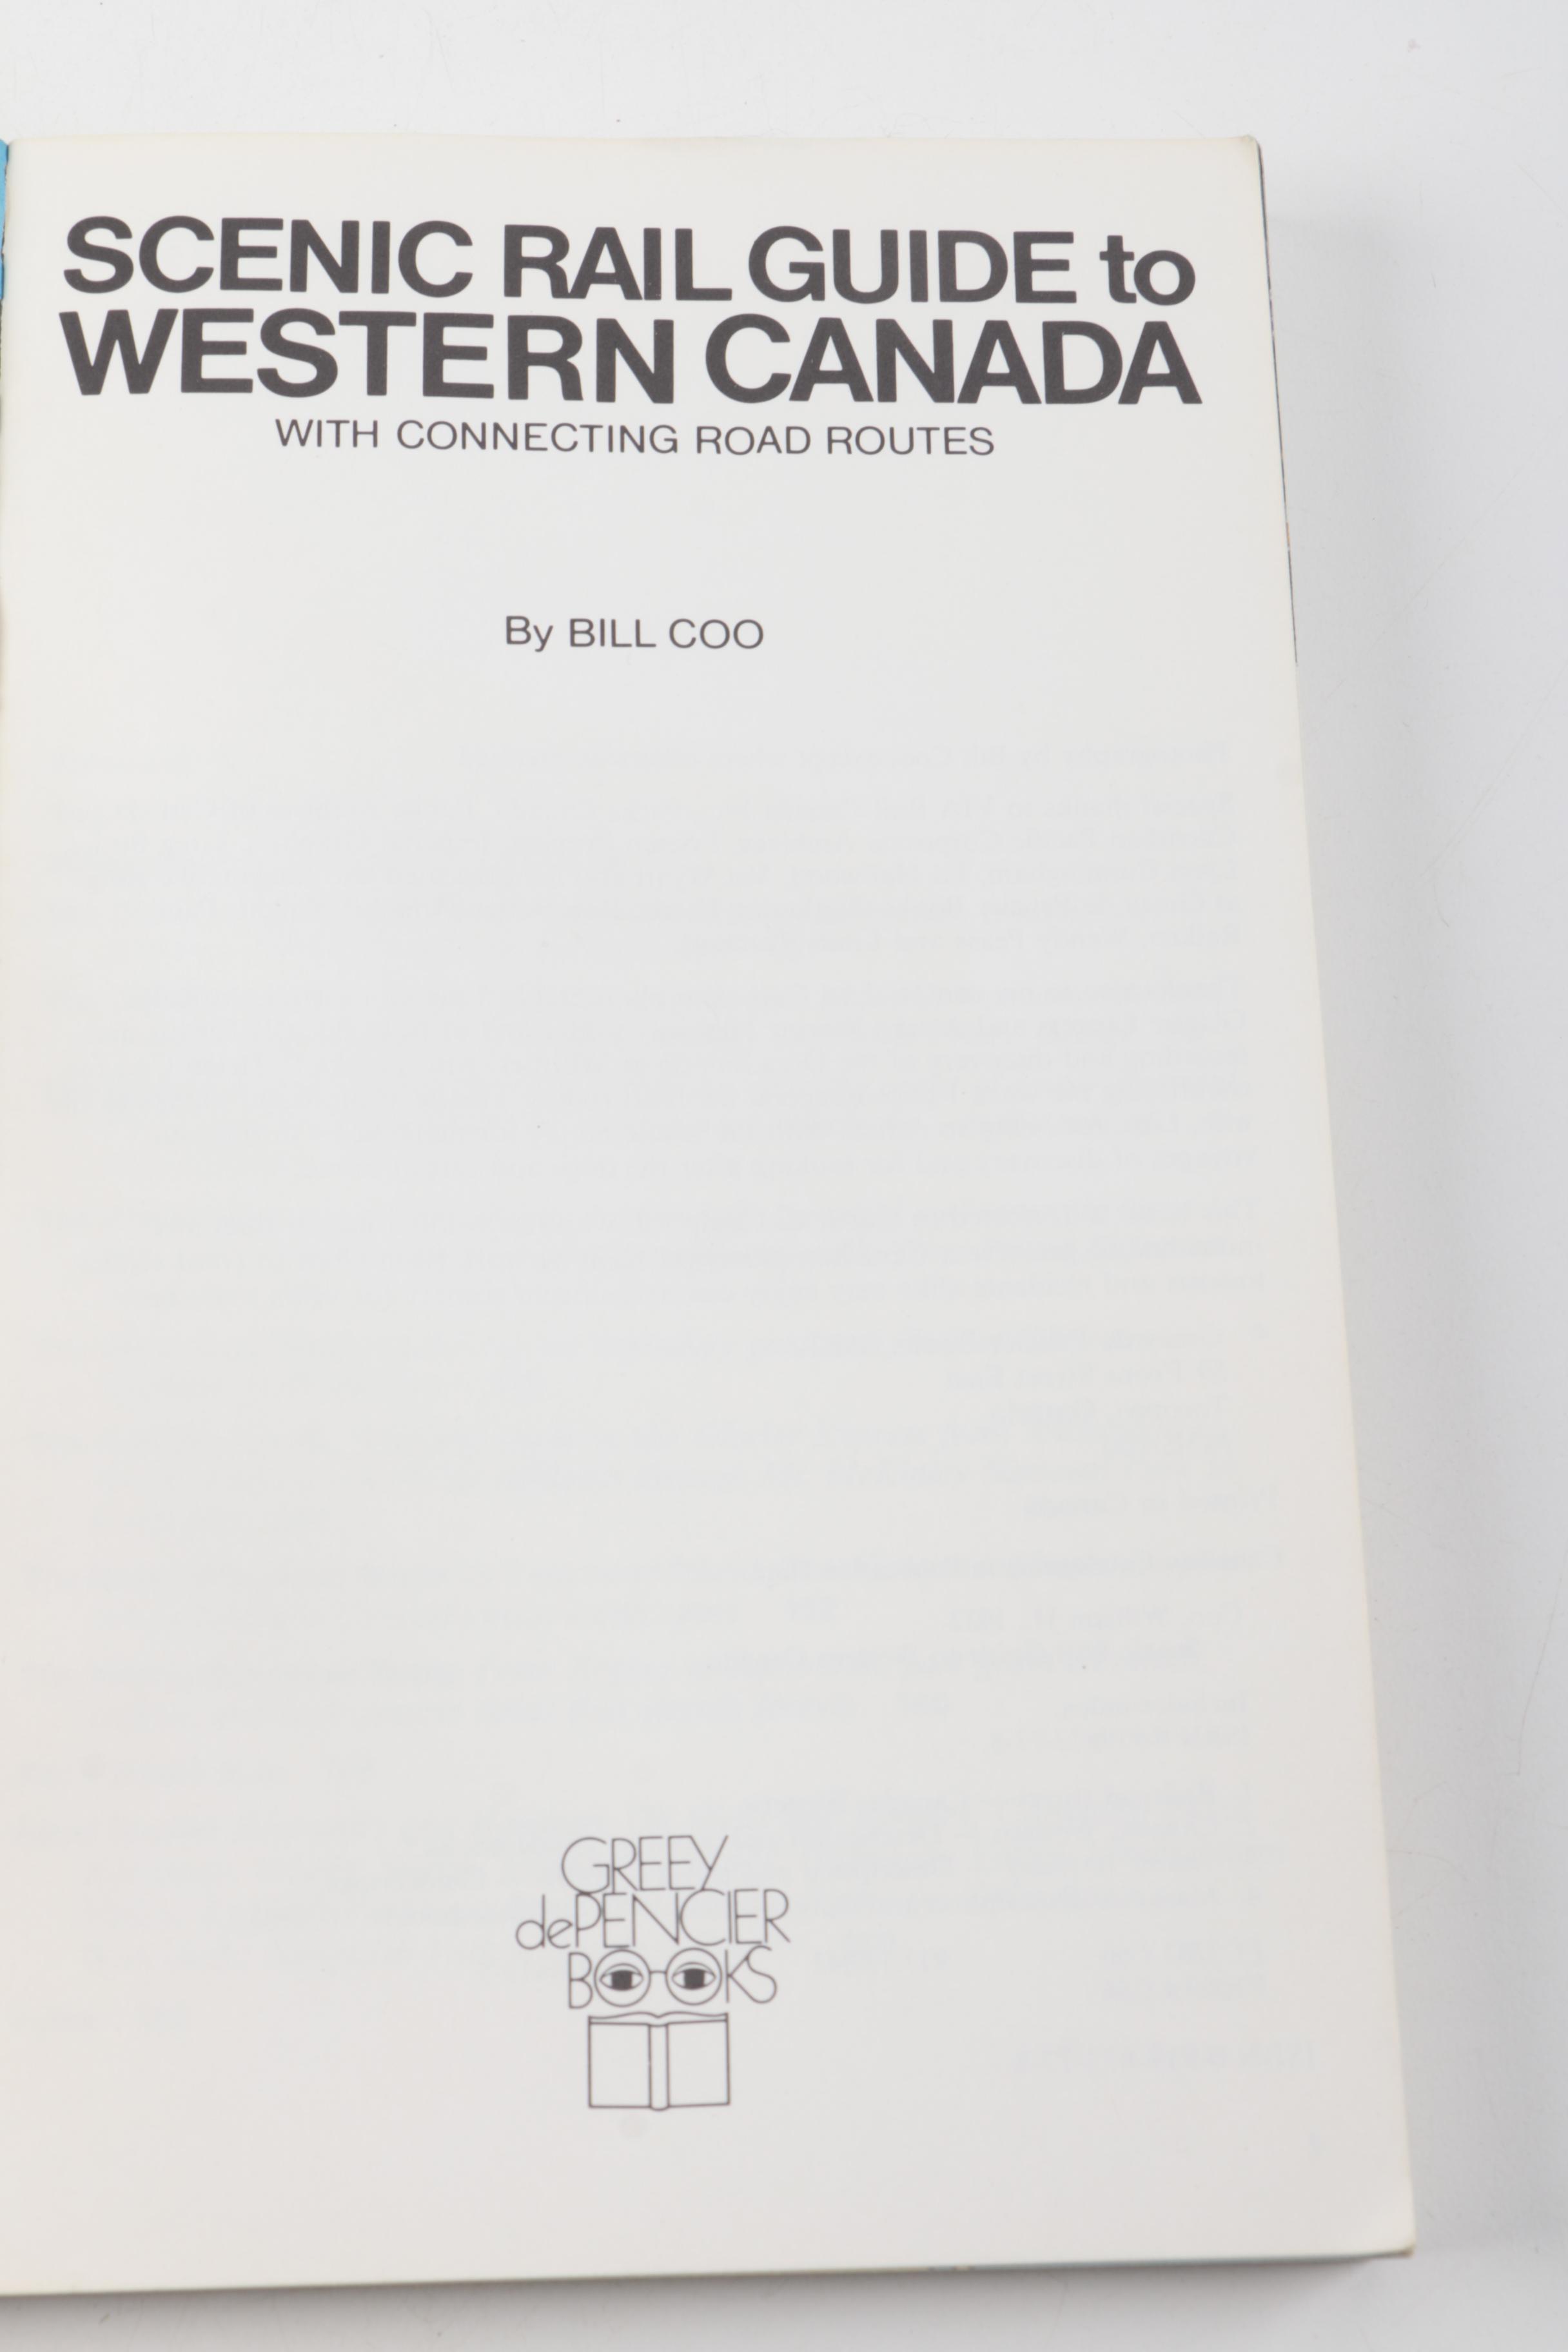 SCENIC RAIL GUIDE to
WESTERN CANADA
WITH CONNECTING ROAD ROUTES
By BILL COO
GREEY
dePENCIER
BOOKS